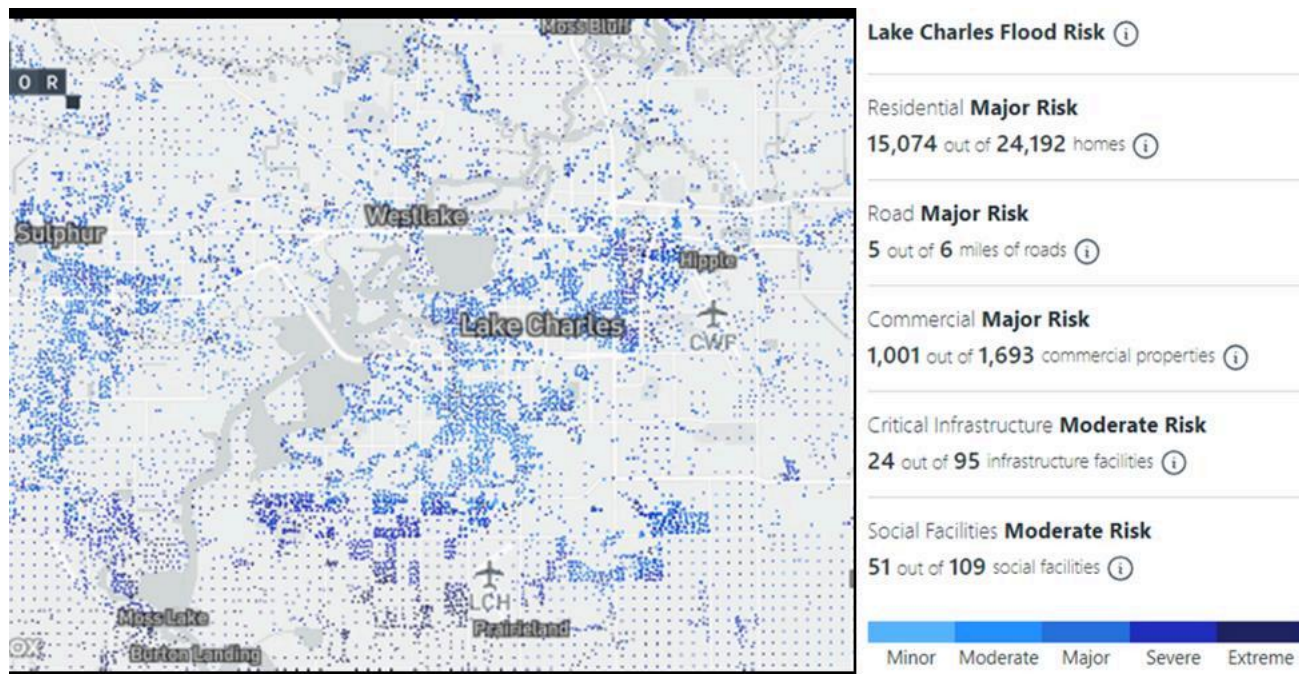 Moss Bluff
O R
Westlake
Sulphur
Hipple
Lake Charles
CWF
LCH
Moss Lake
Prairieland
Burton Landing
Lake Charles Flood Risk
Residential Major Risk
15,074 out of 24,192 homes
Road Major Risk
5 out of 6 miles of roads
Commercial Major Risk
1,001 out of 1,693 commercial properties
Critical Infrastructure Moderate Risk
24 out of 95 infrastructure facilities
Social Facilities Moderate Risk
51 out of 109 social facilities
Minor Moderate Major Severe Extreme